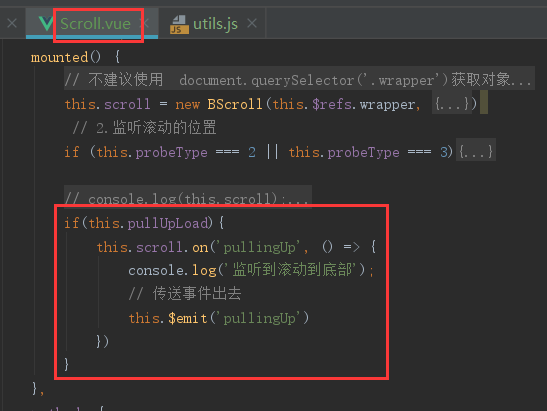 Scroll.vue
utils.js
JS
mounted() {
// 不建议使用 document.querySelector('.wrapper')获取对象...
this.scroll = new BScroll(this.$refs.wrapper, {...})
// 2.监听滚动的位置
if (this.probeType === 2 || this.probeType === 3){...}
// console.log(this.scroll);...
if(this.pullUpLoad){
this.scroll.on('pullingUp', () => {
console.log('监听到滚动到底部');
// 传送事件出去
this.$emit('pullingUp')
})
}
},